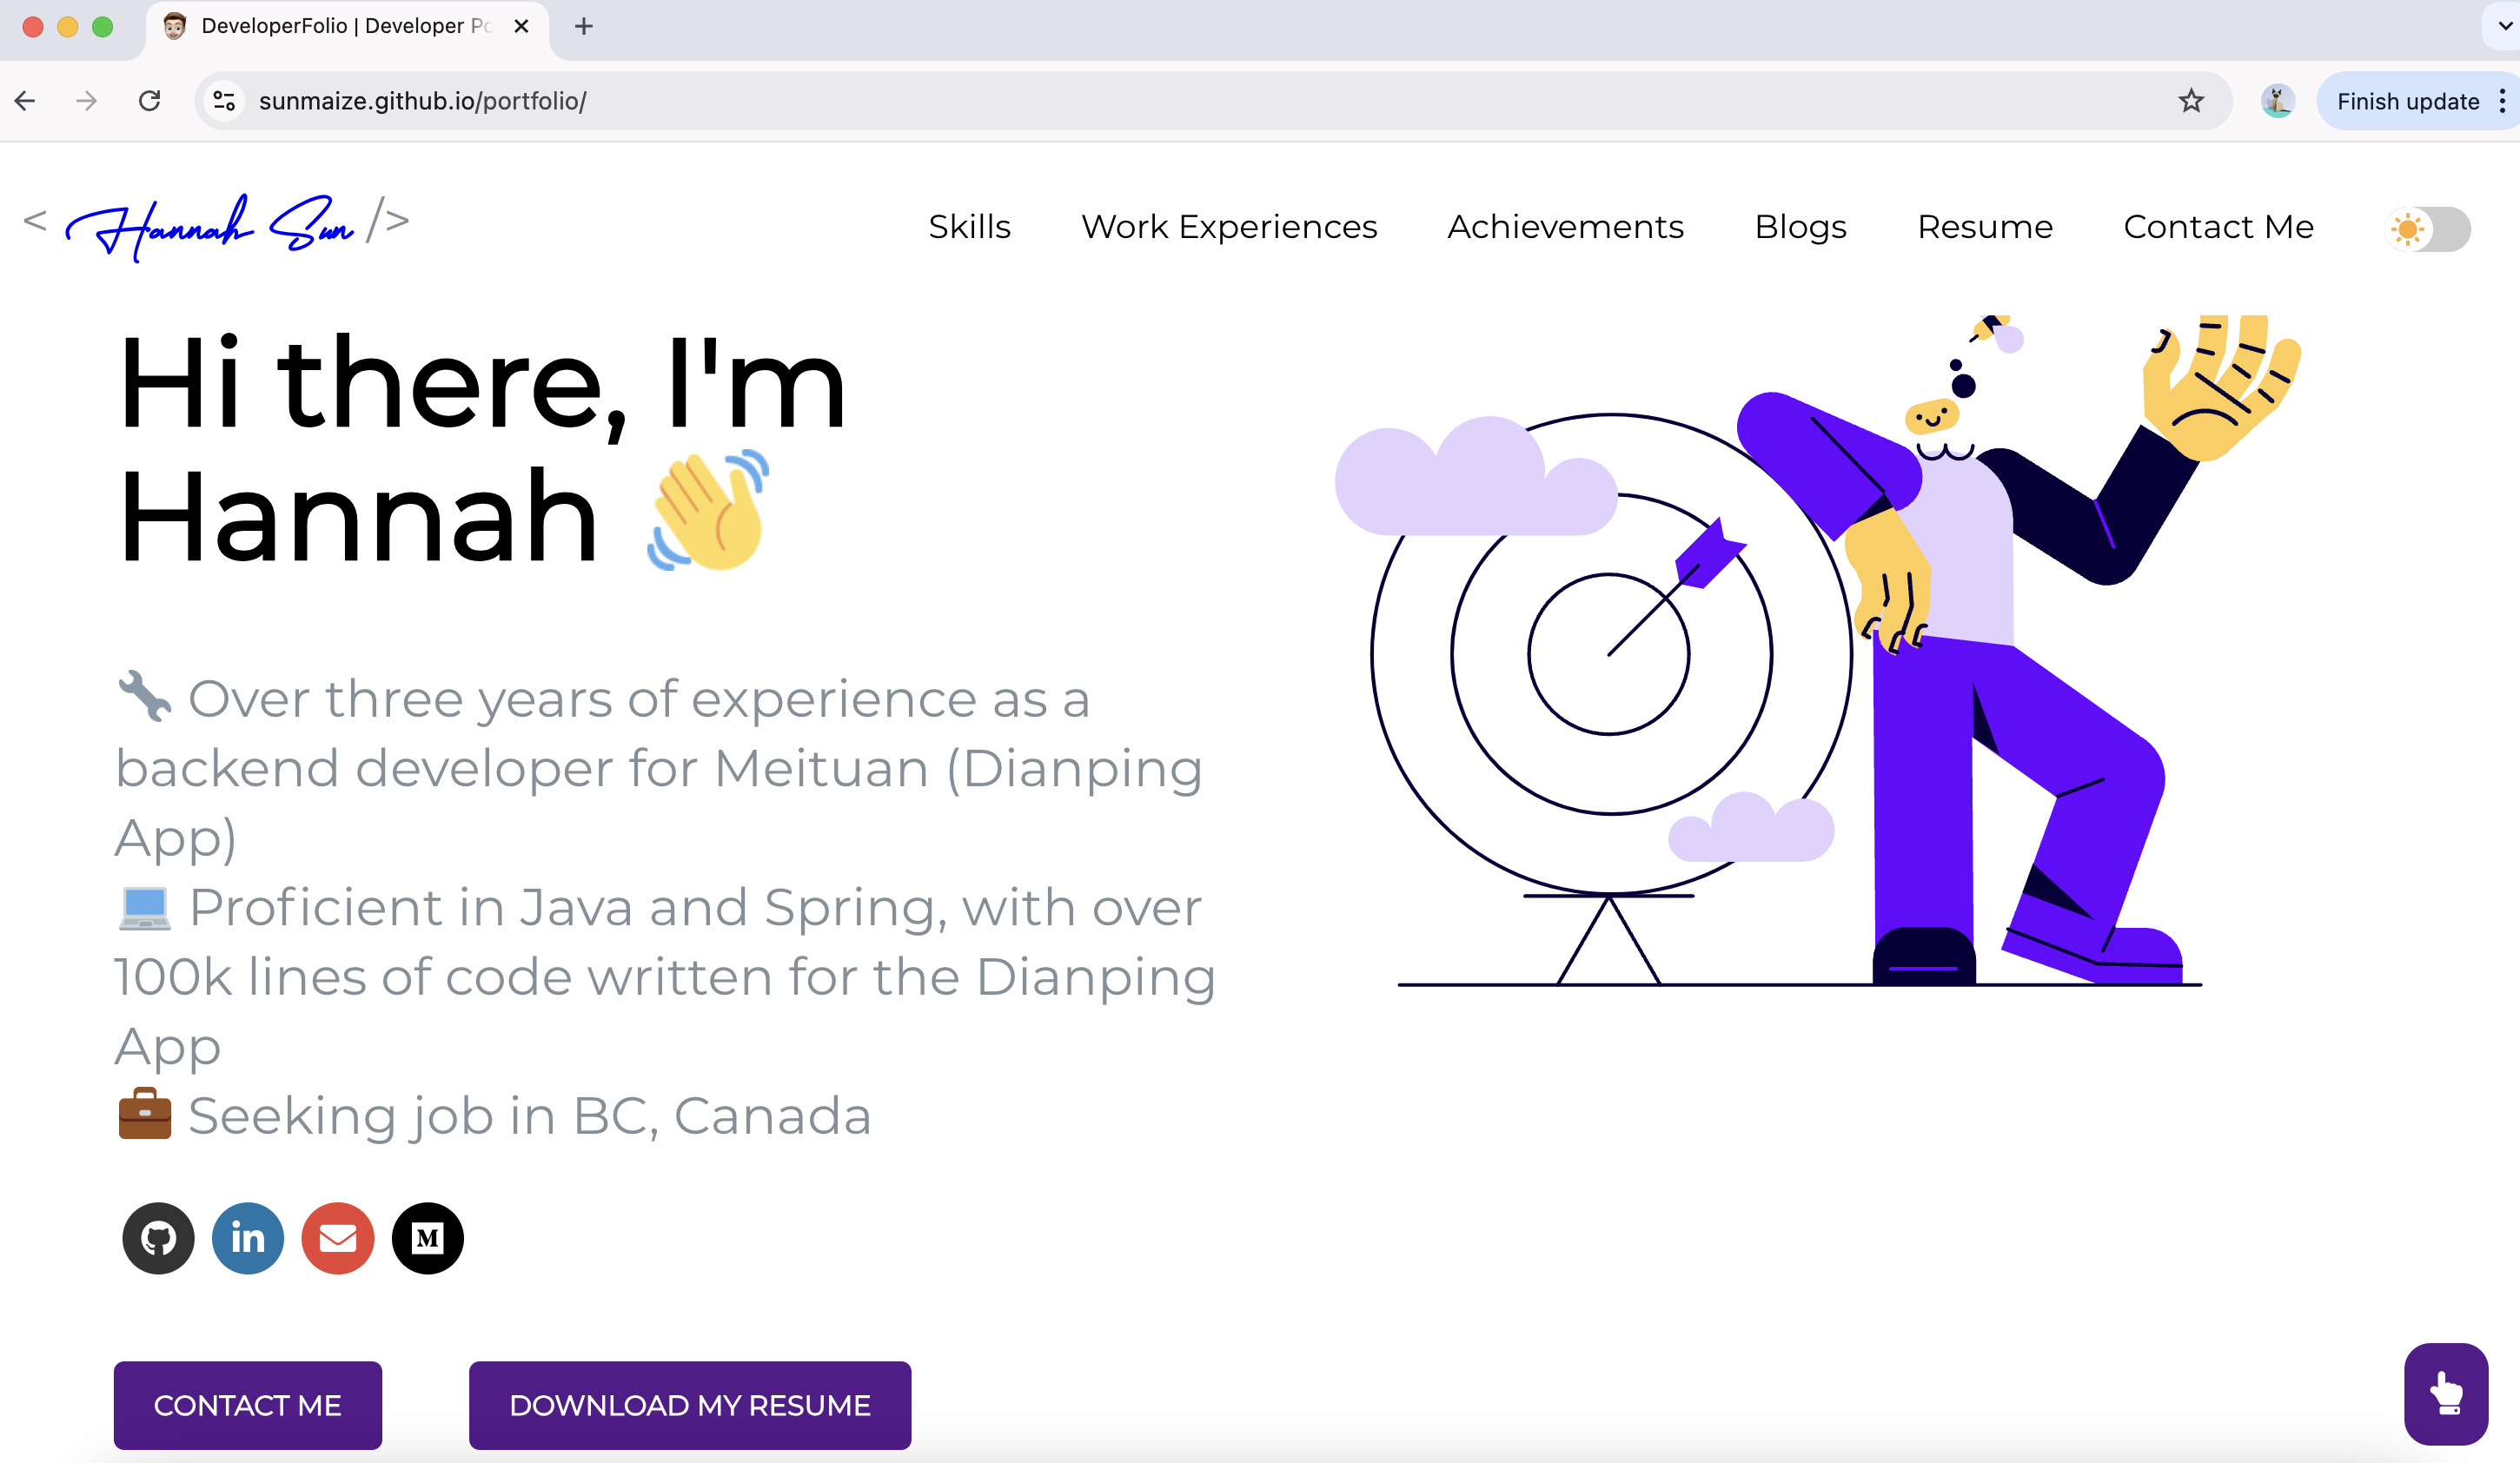 DeveloperFolio | Developer Po
sunmaize.github.io/portfolio/
Finish update
< Hannah Sun />
Skills
Work Experiences
Achievements
Blogs
Resume
Contact Me
Hi there, I'm
Hannah 👋
🔧 Over three years of experience as a
backend developer for Meituan (Dianping
App)
💻 Proficient in Java and Spring, with over
100k lines of code written for the Dianping
App
💼 Seeking job in BC, Canada
in
M
CONTACT ME
DOWNLOAD MY RESUME